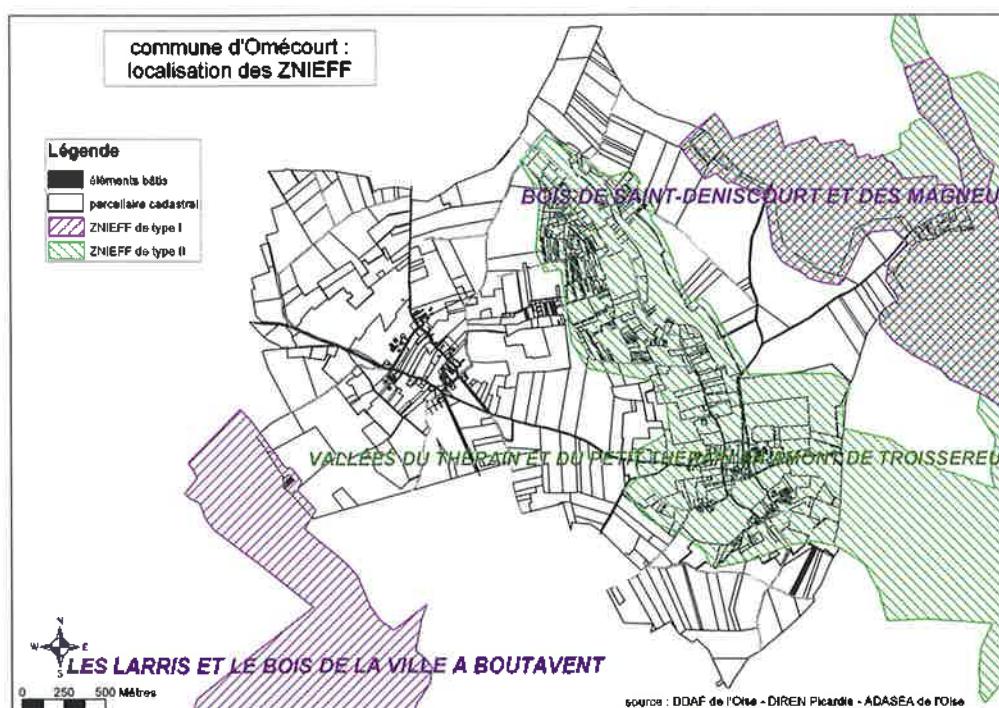 commune d'Omécourt :
localisation des ZNIEFF
Légende
éléments bâtis
parcellaire cadastral
ZNIEFF de type I
ZNIEFF de type II
BOIS DE SAINT-DENISCOURT ET DES MAGNEU
VALLÉES DU THERAIN ET DU PETIT THERAIN EN AMONT DE TROISSEREU
N
W E
S
LES LARRIS ET LE BOIS DE LA VILLE A BOUTAVENT
0 250 500 Mètres
source : DDAF de l'Oise - DIREN Picardie - ADASEA de l'Oise